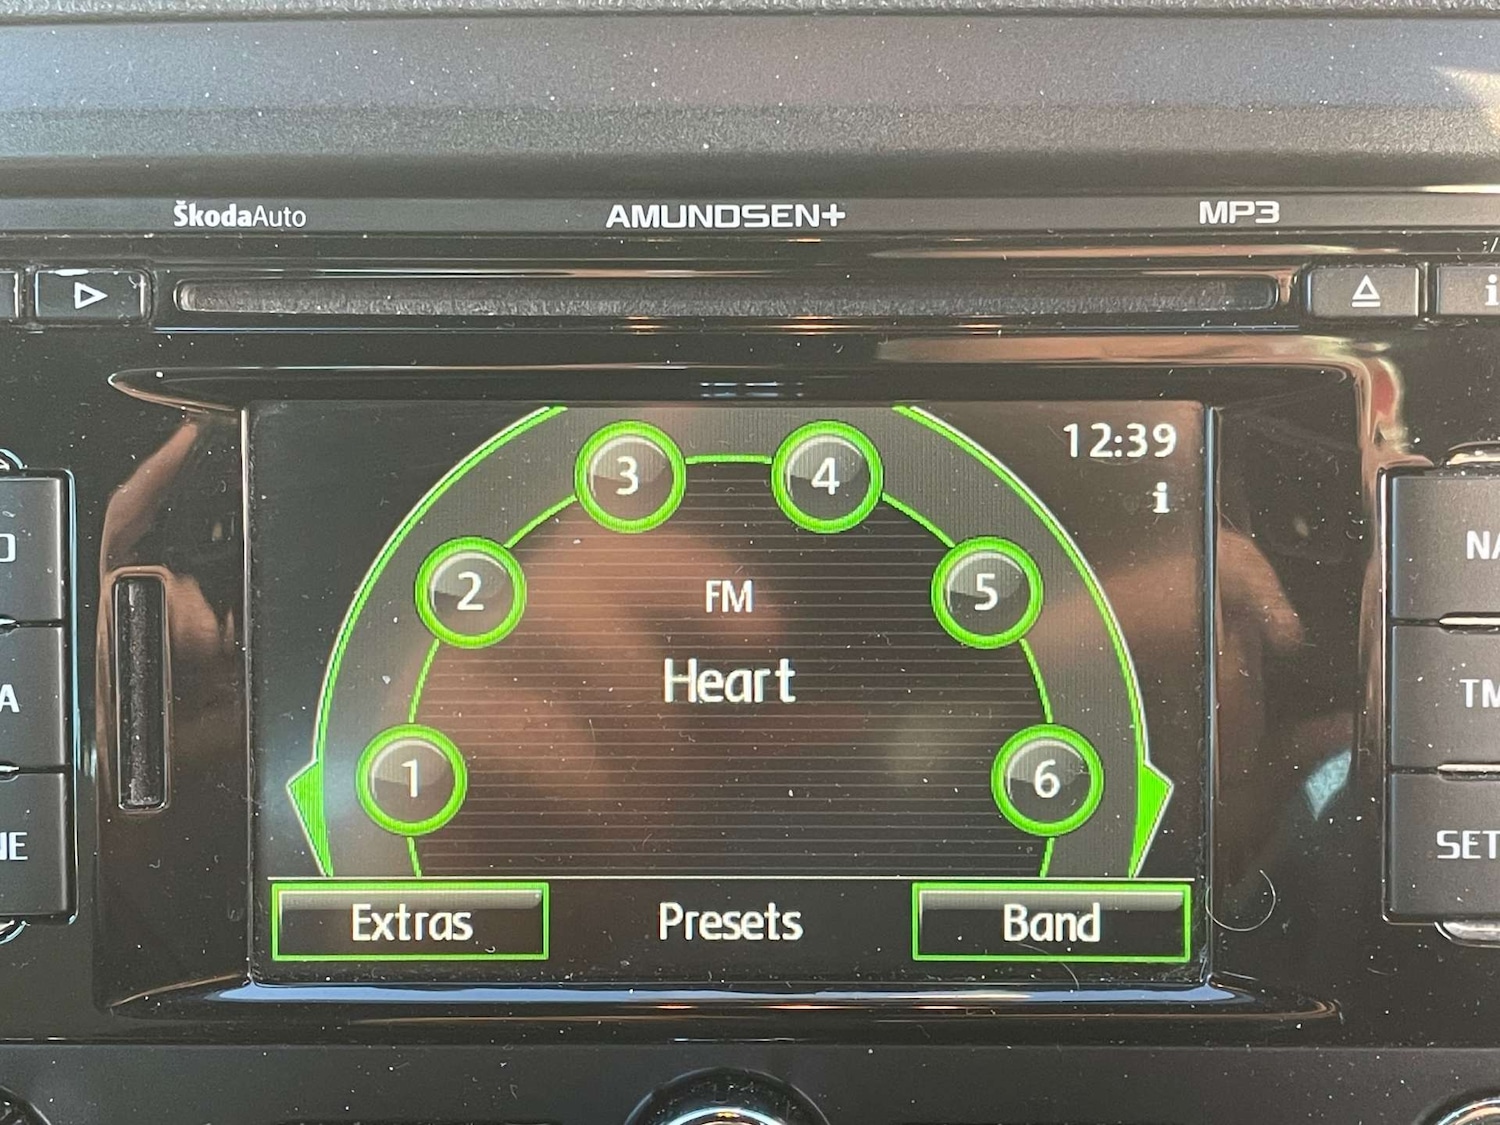 ŠkodaAuto AMUNDSEN+ MP3
12:39
i
3 4
2 5
FM
Heart
1 6
Extras Presets Band